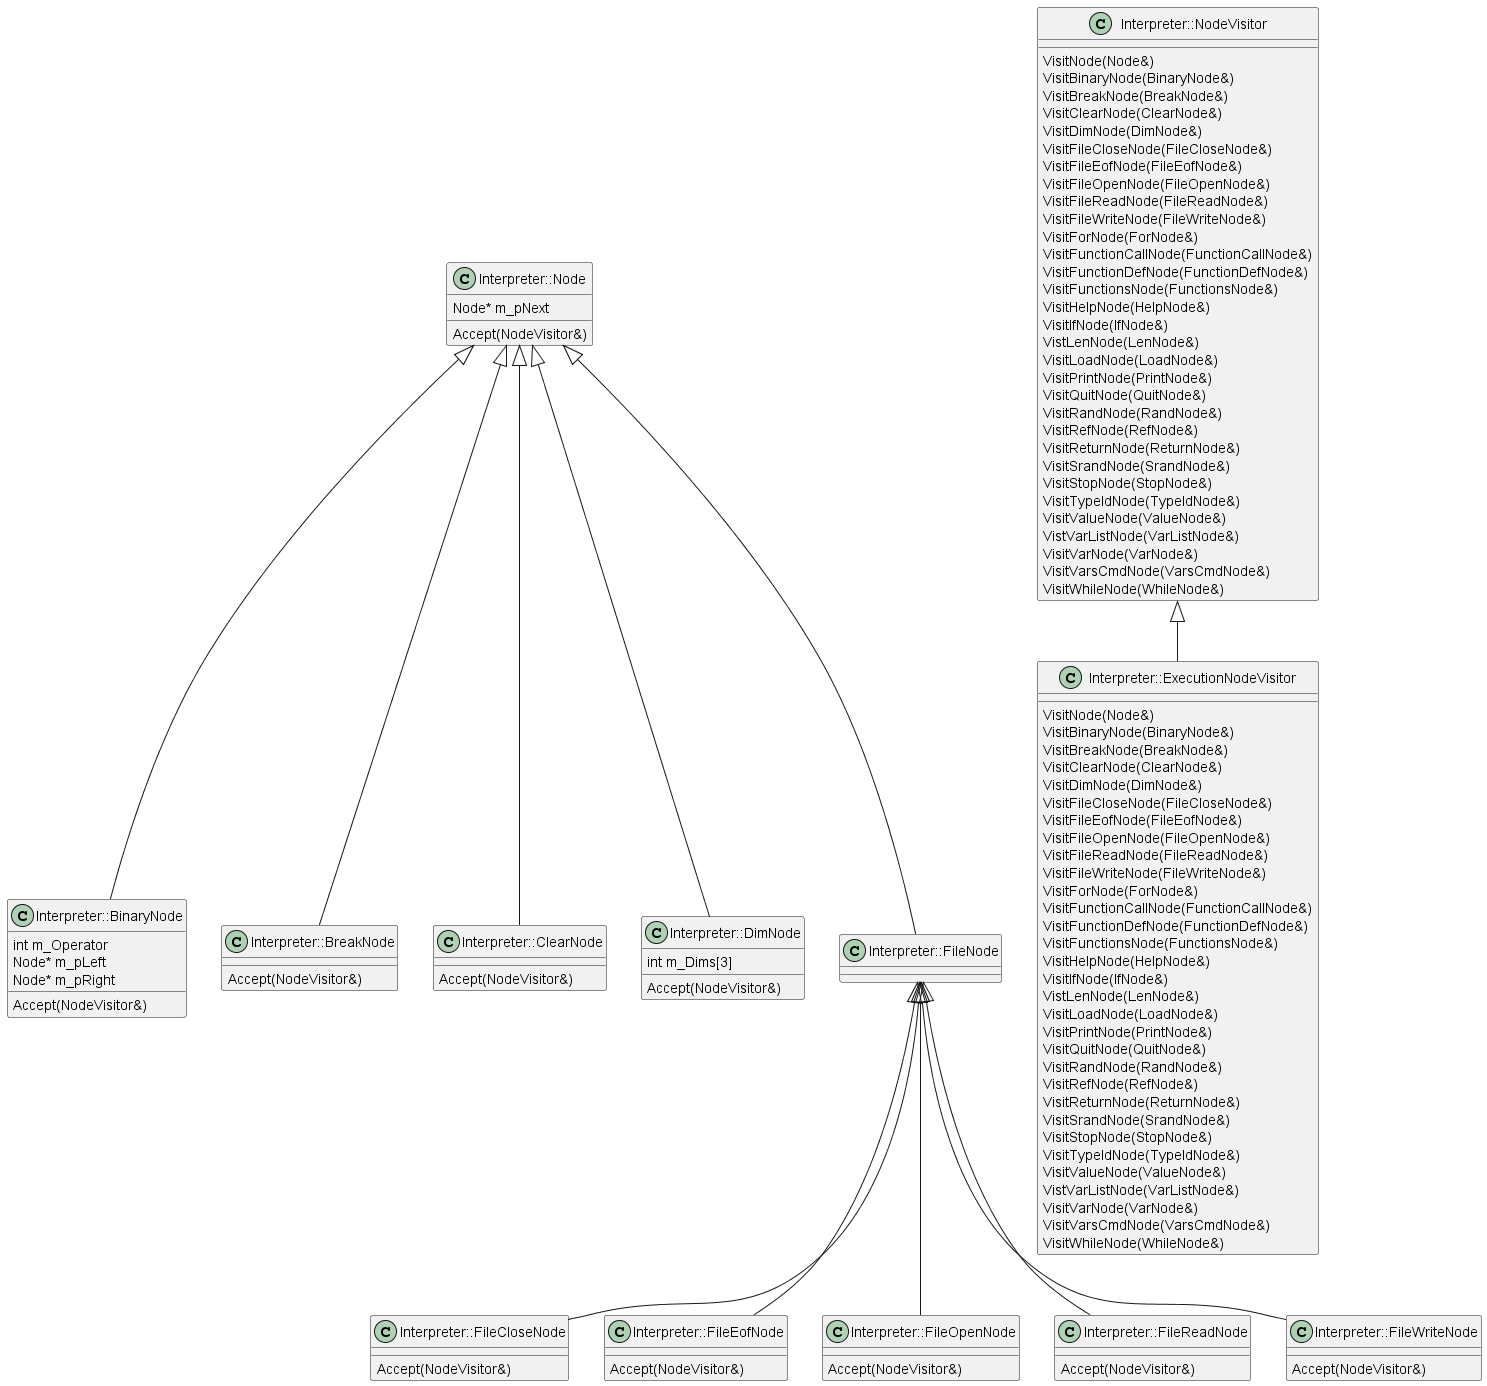 C Interpreter::NodeVisitor
VisitNode(Node&)
VisitBinaryNode(BinaryNode&)
VisitBreakNode(BreakNode&)
VisitClearNode(ClearNode&)
VisitDimNode(DimNode&)
VisitFileCloseNode(FileCloseNode&)
VisitFileEofNode(FileEofNode&)
VisitFileOpenNode(FileOpenNode&)
VisitFileReadNode(FileReadNode&)
VisitFileWriteNode(FileWriteNode&)
VisitForNode(ForNode&)
VisitFunctionCallNode(FunctionCallNode&)
VisitFunctionDefNode(FunctionDefNode&)
VisitFunctionsNode(FunctionsNode&)
VisitHelpNode(HelpNode&)
VisitIfNode(IfNode&)
VistLenNode(LenNode&)
VisitLoadNode(LoadNode&)
VisitPrintNode(PrintNode&)
VisitQuitNode(QuitNode&)
VisitRandNode(RandNode&)
VisitRefNode(RefNode&)
VisitReturnNode(ReturnNode&)
VisitSrandNode(SrandNode&)
VisitStopNode(StopNode&)
VisitTypeIdNode(TypeIdNode&)
VisitValueNode(ValueNode&)
VistVarListNode(VarListNode&)
VisitVarNode(VarNode&)
VisitVarsCmdNode(VarsCmdNode&)
VisitWhileNode(WhileNode&)
C Interpreter::Node
Node* m_pNext
Accept(NodeVisitor&)
C Interpreter::ExecutionNodeVisitor
VisitNode(Node&)
VisitBinaryNode(BinaryNode&)
VisitBreakNode(BreakNode&)
VisitClearNode(ClearNode&)
VisitDimNode(DimNode&)
VisitFileCloseNode(FileCloseNode&)
VisitFileEofNode(FileEofNode&)
VisitFileOpenNode(FileOpenNode&)
VisitFileReadNode(FileReadNode&)
VisitFileWriteNode(FileWriteNode&)
VisitForNode(ForNode&)
VisitFunctionCallNode(FunctionCallNode&)
VisitFunctionDefNode(FunctionDefNode&)
VisitFunctionsNode(FunctionsNode&)
VisitHelpNode(HelpNode&)
VisitIfNode(IfNode&)
VistLenNode(LenNode&)
VisitLoadNode(LoadNode&)
VisitPrintNode(PrintNode&)
VisitQuitNode(QuitNode&)
VisitRandNode(RandNode&)
VisitRefNode(RefNode&)
VisitReturnNode(ReturnNode&)
VisitSrandNode(SrandNode&)
VisitStopNode(StopNode&)
VisitTypeIdNode(TypeIdNode&)
VisitValueNode(ValueNode&)
VistVarListNode(VarListNode&)
VisitVarNode(VarNode&)
VisitVarsCmdNode(VarsCmdNode&)
VisitWhileNode(WhileNode&)
C Interpreter::BinaryNode
int m_Operator
Node* m_pLeft
Node* m_pRight
Accept(NodeVisitor&)
C Interpreter::BreakNode
Accept(NodeVisitor&)
C Interpreter::ClearNode
Accept(NodeVisitor&)
C Interpreter::DimNode
int m_Dims[3]
Accept(NodeVisitor&)
C Interpreter::FileNode
C Interpreter::FileCloseNode
Accept(NodeVisitor&)
C Interpreter::FileEofNode
Accept(NodeVisitor&)
C Interpreter::FileOpenNode
Accept(NodeVisitor&)
C Interpreter::FileReadNode
Accept(NodeVisitor&)
C Interpreter::FileWriteNode
Accept(NodeVisitor&)